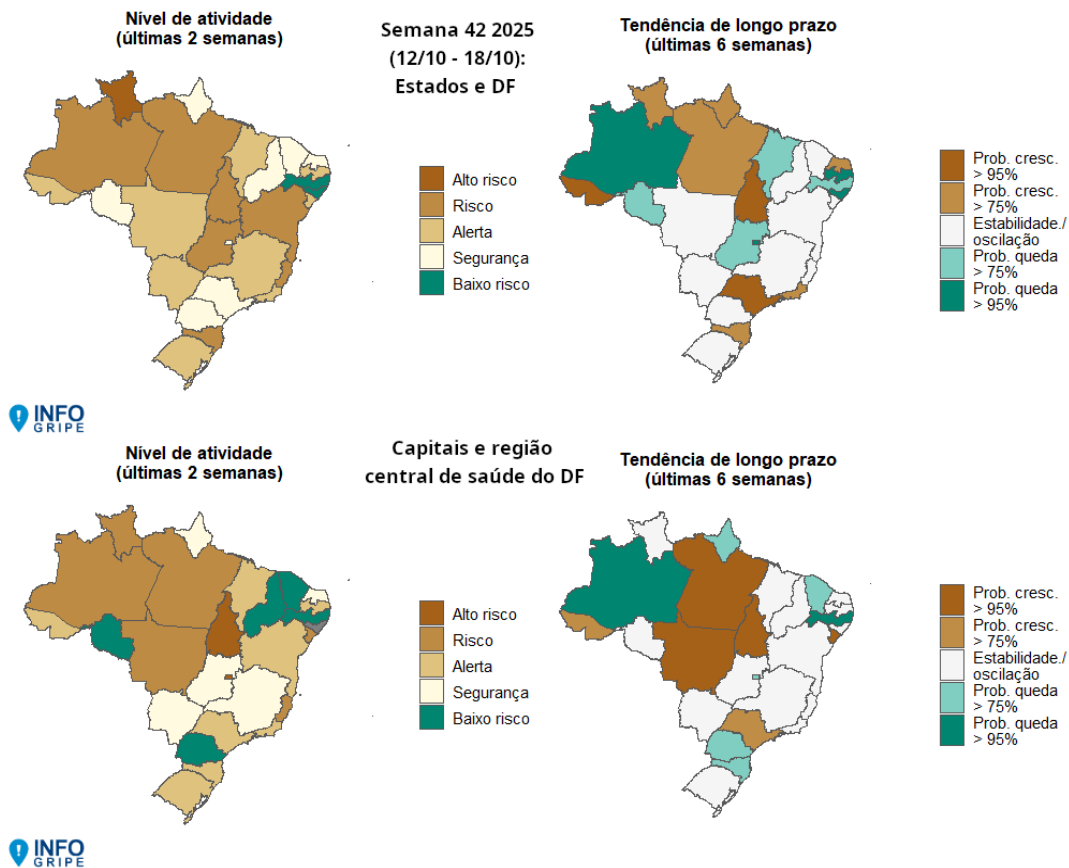 Nível de atividade
(últimas 2 semanas)
Semana 42 2025
(12/10 - 18/10):
Estados e DF
Tendência de longo prazo
(últimas 6 semanas)
Alto risco
Risco
Alerta
Segurança
Baixo risco
Prob. cresc.
> 95%
Prob. cresc.
> 75%
Estabilidade./
oscilação
Prob. queda
> 75%
Prob. queda
> 95%
INFO
GRIPE
Nível de atividade
(últimas 2 semanas)
Capitais e região
central de saúde do DF
Tendência de longo prazo
(últimas 6 semanas)
Alto risco
Risco
Alerta
Segurança
Baixo risco
Prob. cresc.
> 95%
Prob. cresc.
> 75%
Estabilidade./
oscilação
Prob. queda
> 75%
Prob. queda
> 95%
INFO
GRIPE